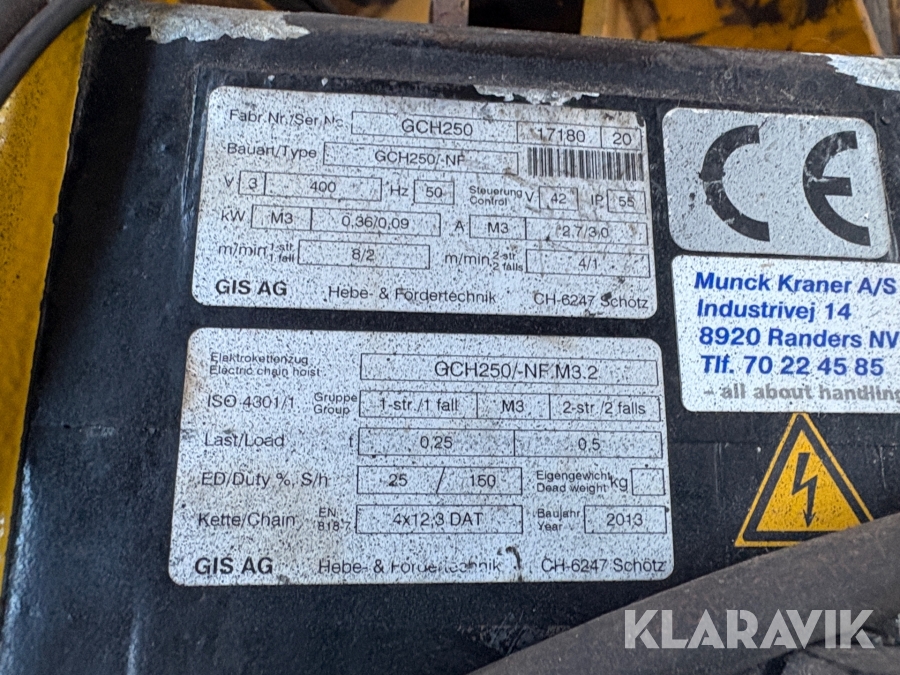 Fabr.Nr./Ser.No. GCH250 17180 20
Bauart/Type GCH250/-NF
V 3 400 Hz 50 Steuerung Control V 42 IP 55
kW M3 0,36/0,09 A M3 2,7/3,0
m/min 1-str. 1 fall 8/2 m/min 2-str. 2 falls 4/1
GIS AG Hebe- & Fördertechnik CH-6247 Schötz
CE
Munck Kraner A/S
Industrivej 14
8920 Randers NV
Tlf. 70 22 45 85
- all about handling
Elektrokettenzug
Electric chain hoist GCH250/-NF M3.2
ISO 4301/1 Gruppe Group 1-str./1 fall M3 2-str./2 falls
Last/Load t 0,25 0,5
ED/Duty %, S/h 25 / 150 Eigengewicht Dead weight kg
Kette/Chain EN 818-7 4x12,3 DAT Baujahr Year 2013
GIS AG Hebe- & Fördertechnik CH-6247 Schötz
KLARAVIK